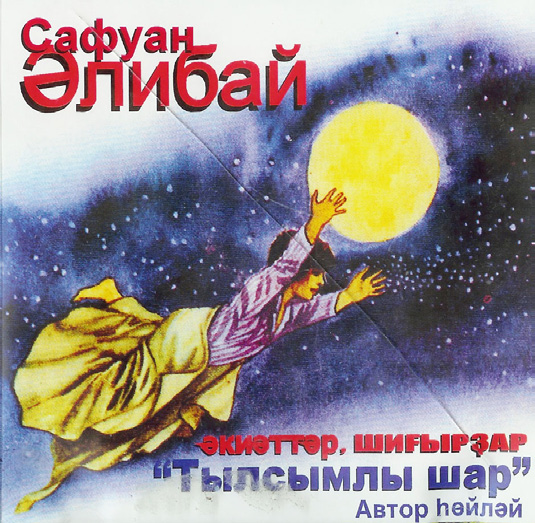 Сафуан
Әлибай
әкиәттәр, шиғырҙар
"Тылсымлы шар"
Автор һөйләй